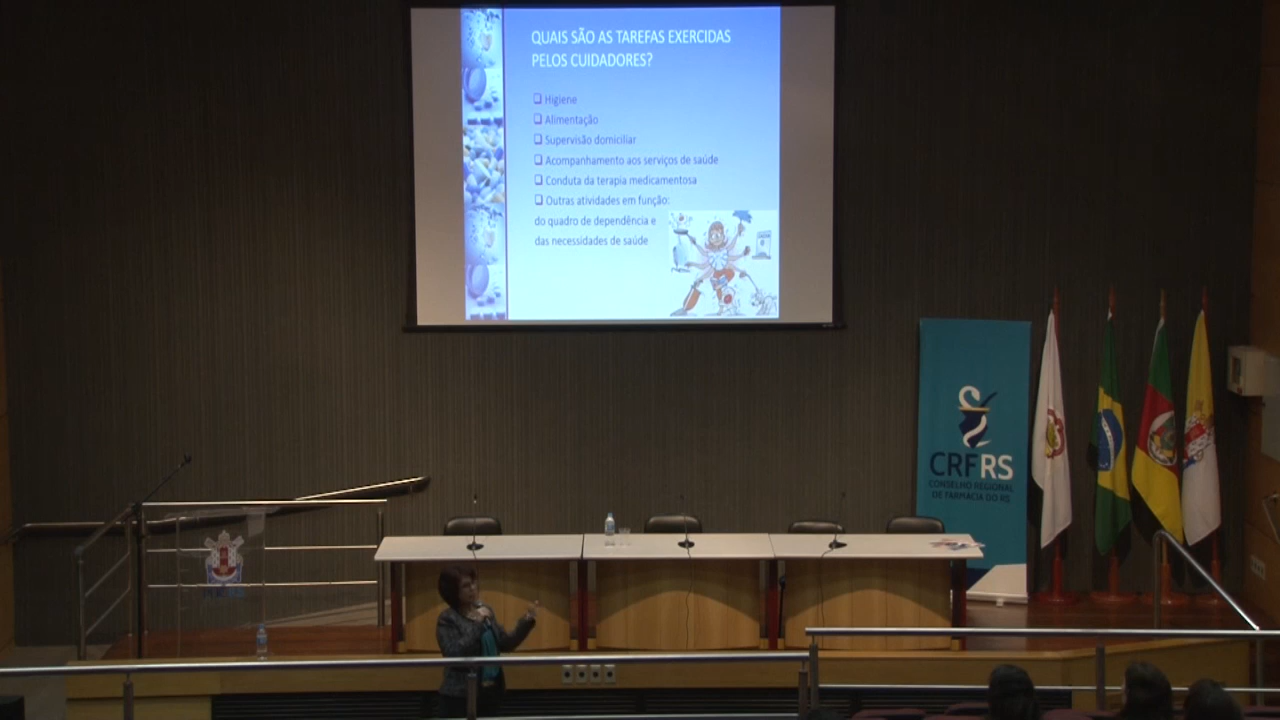 QUAIS SÃO AS TAREFAS EXERCIDAS
PELOS CUIDADORES?
❑ Higiene
❑ Alimentação
❑ Supervisão domiciliar
❑ Acompanhamento aos serviços de saúde
❑ Conduta da terapia medicamentosa
❑ Outras atividades em função:
do quadro de dependência e
das necessidades de saúde
CRFRS
CONSELHO REGIONAL
DE FARMÁCIA DO RS